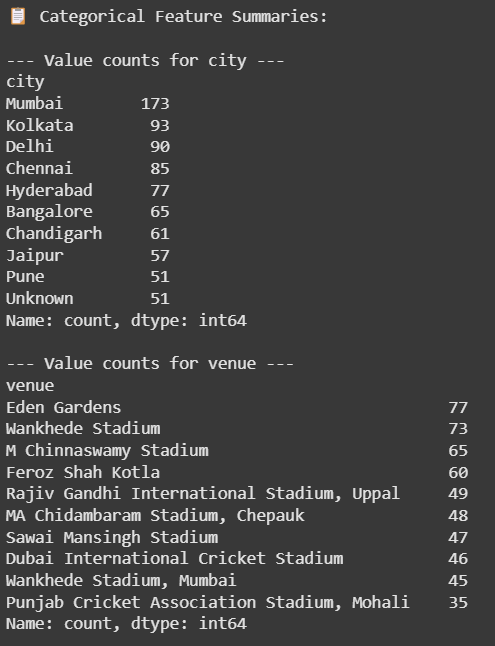 📋 Categorical Feature Summaries:
--- Value counts for city ---
city
Mumbai 173
Kolkata 93
Delhi 90
Chennai 85
Hyderabad 77
Bangalore 65
Chandigarh 61
Jaipur 57
Pune 51
Unknown 51
Name: count, dtype: int64
--- Value counts for venue ---
venue
Eden Gardens 77
Wankhede Stadium 73
M Chinnaswamy Stadium 65
Feroz Shah Kotla 60
Rajiv Gandhi International Stadium, Uppal 49
MA Chidambaram Stadium, Chepauk 48
Sawai Mansingh Stadium 47
Dubai International Cricket Stadium 46
Wankhede Stadium, Mumbai 45
Punjab Cricket Association Stadium, Mohali 35
Name: count, dtype: int64